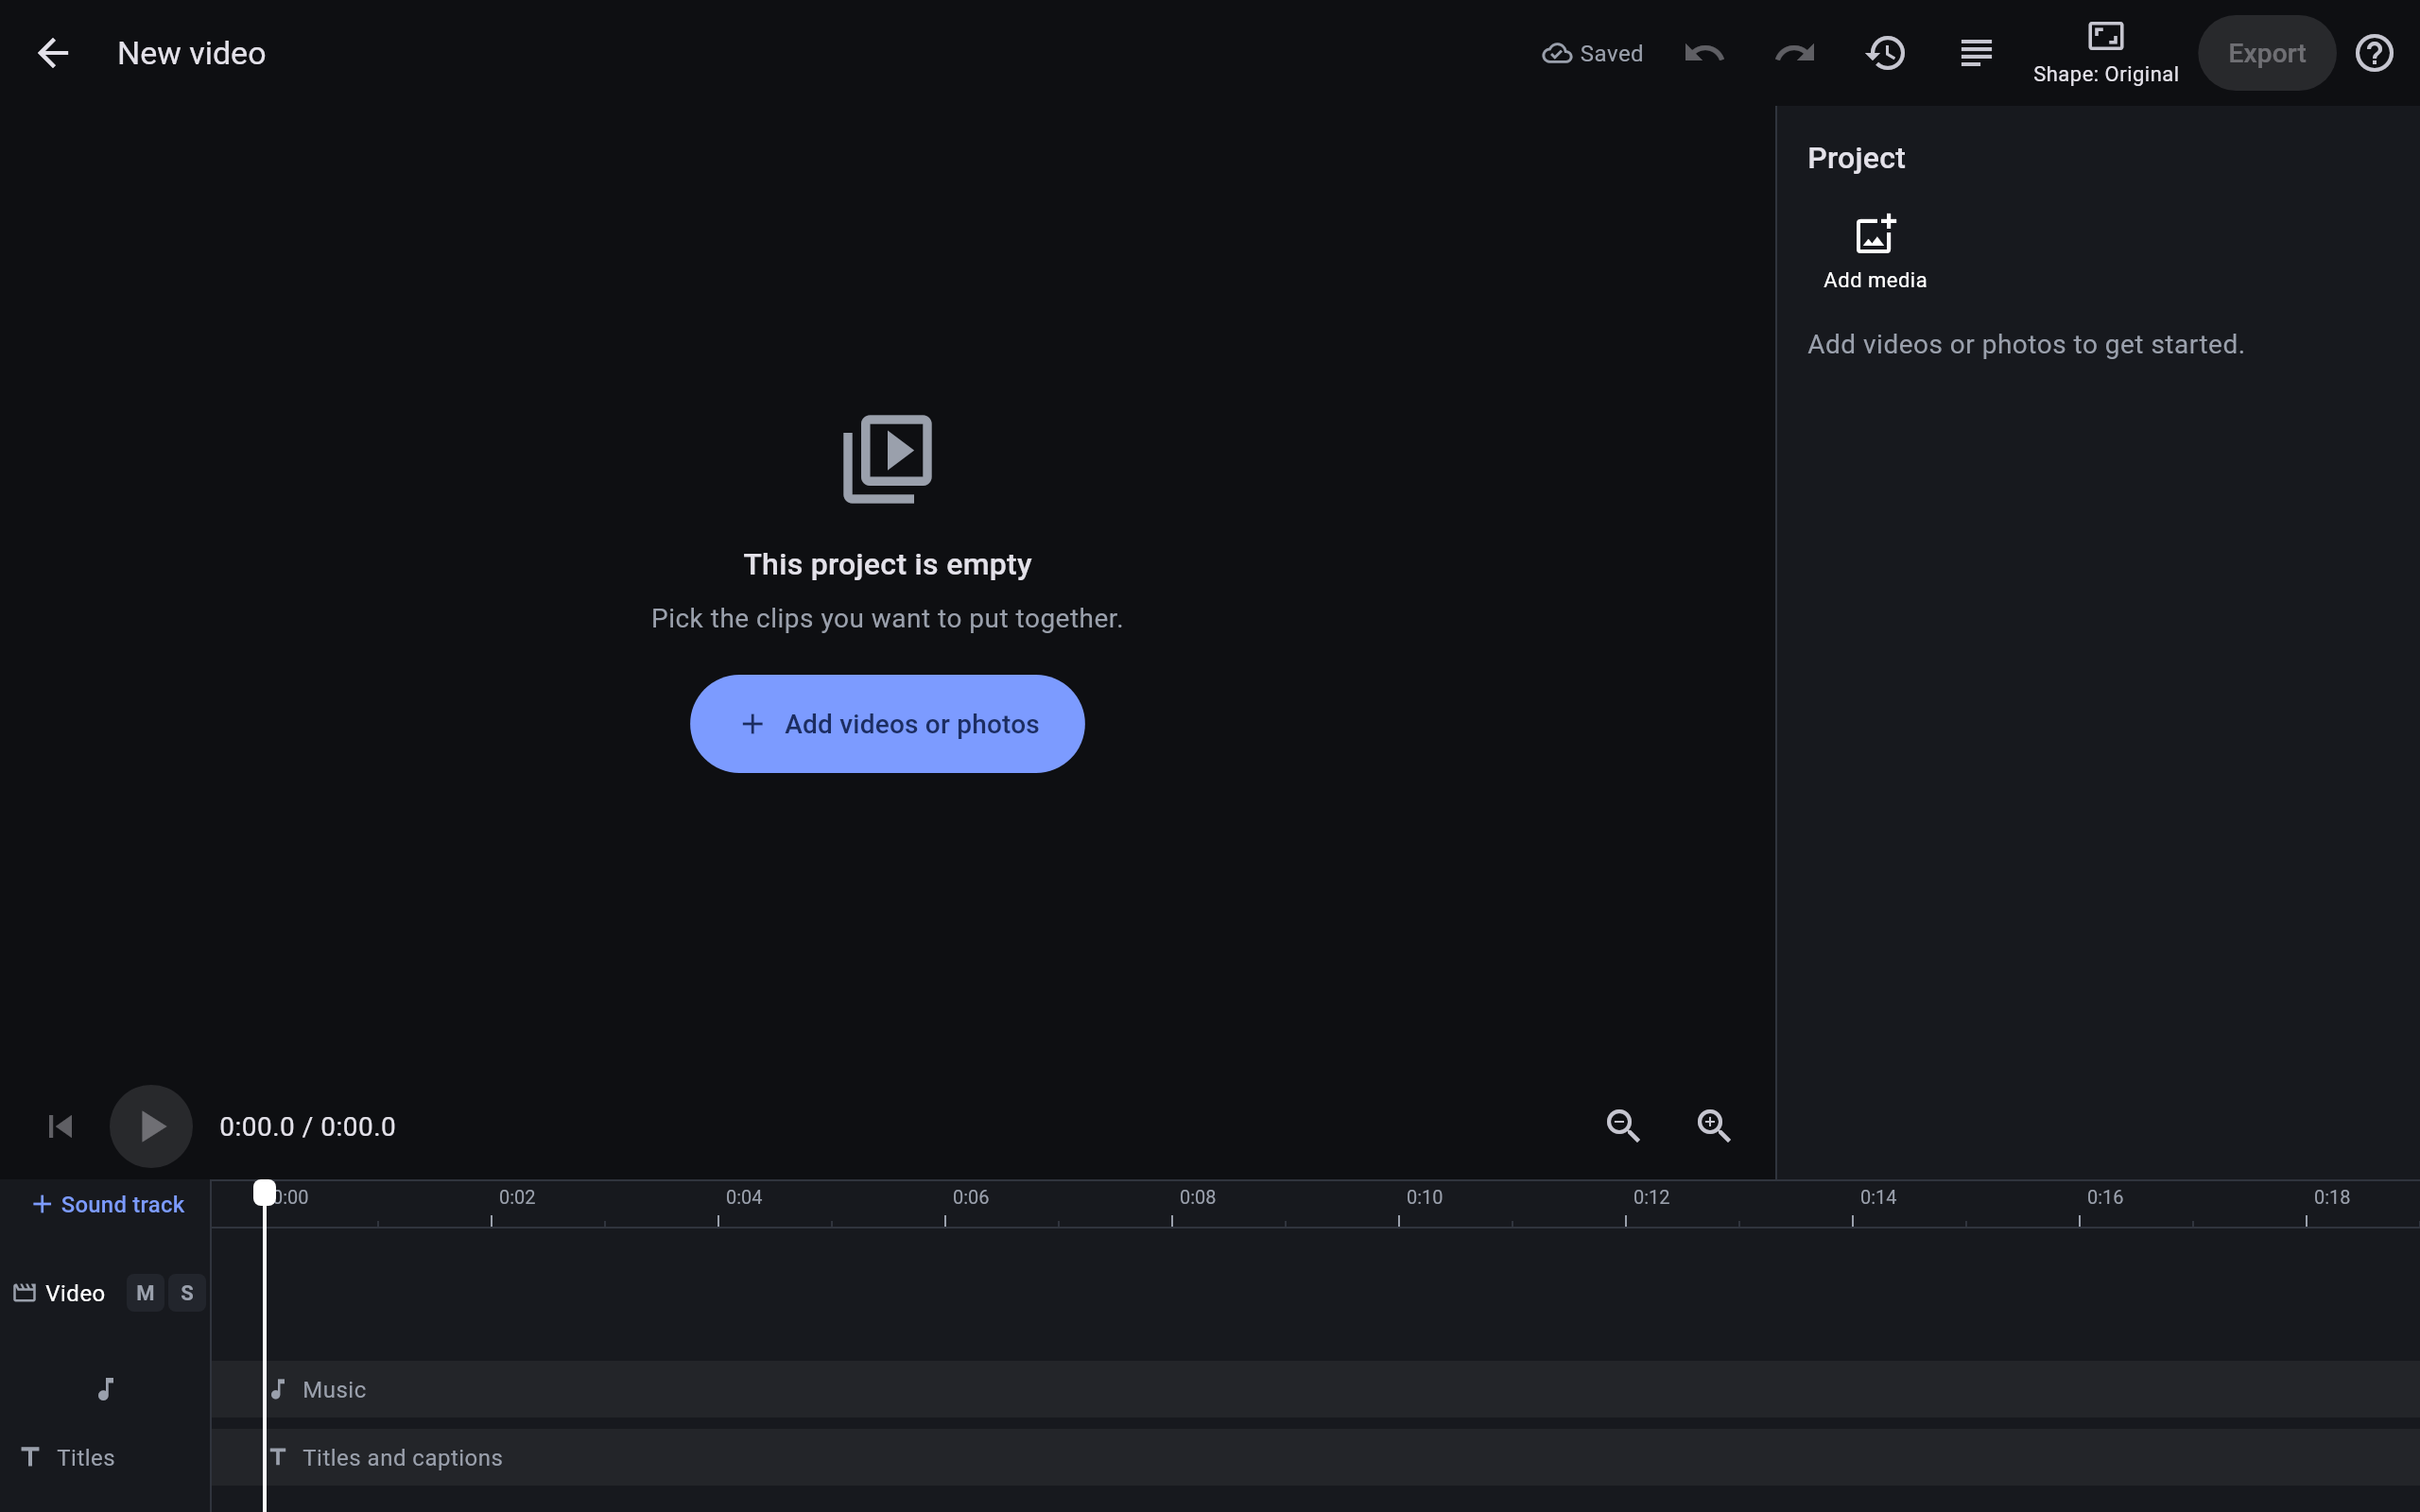 New video
Saved
Shape: Original
Export
Project
Add media
Add videos or photos to get started.
This project is empty
Pick the clips you want to put together.
+ Add videos or photos
0:00.0 / 0:00.0
+ Sound track
0:00 0:02 0:04 0:06 0:08 0:10 0:12 0:14 0:16 0:18
Video M S
Music
Titles
Titles and captions